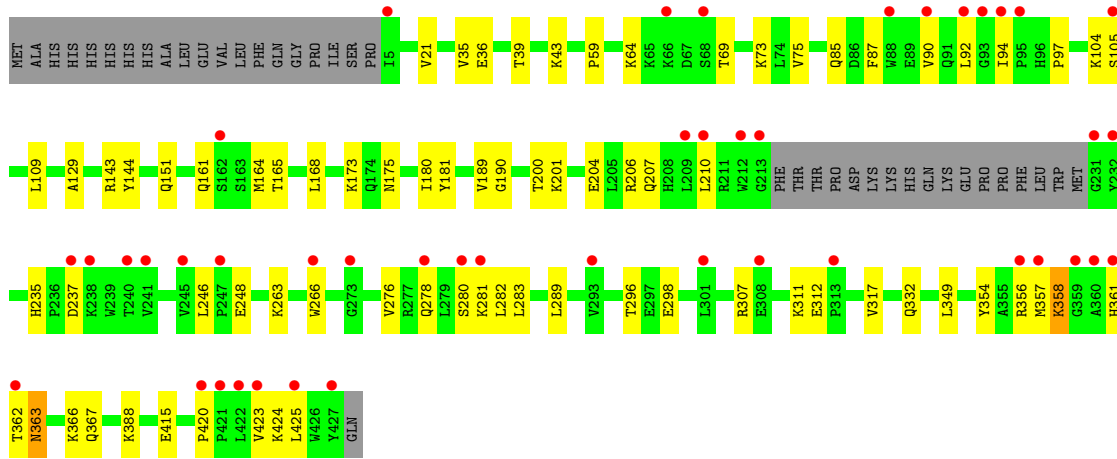 MET ALA HIS HIS HIS HIS HIS HIS ALA LEU GLU VAL LEU PHE GLN GLY PRO ILE SER PRO I5 V21 V35 E36 T39 K43 P59 K64 K65 K66 D67 S68 T69 K73 L74 V75 Q85 D86 F87 W88 E89 V90 Q91 L92 G93 I94 P95 H96 P97 K104 S105
L109 A129 R143 Y144 Q151 Q161 S162 S163 M164 T165 L168 K173 Q174 N175 I180 Y181 V189 G190 T200 K201 E204 L205 R206 Q207 H208 L209 L210 R211 W212 G213 PHE THR THR PRO ASP LYS LYS HIS GLN LYS GLU PRO PRO PHE LEU TRP MET G231 Y232
H235 P236 D237 K238 W239 T240 V241 V245 L246 P247 E248 K263 W266 G273 V276 R277 Q278 L279 S280 K281 L282 L283 L289 V293 T296 E297 E298 L301 R307 E308 K311 E312 P313 V317 Q332 L349 Y354 A355 R356 M357 K358 G359 A360 H361
T362 N363 K366 Q367 K388 E415 P420 P421 L422 V423 K424 L425 W426 Y427 GLN